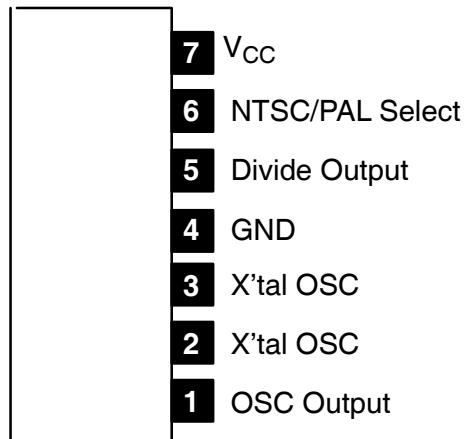 7 VCC
6 NTSC/PAL Select
5 Divide Output
4 GND
3 X'tal OSC
2 X'tal OSC
1 OSC Output